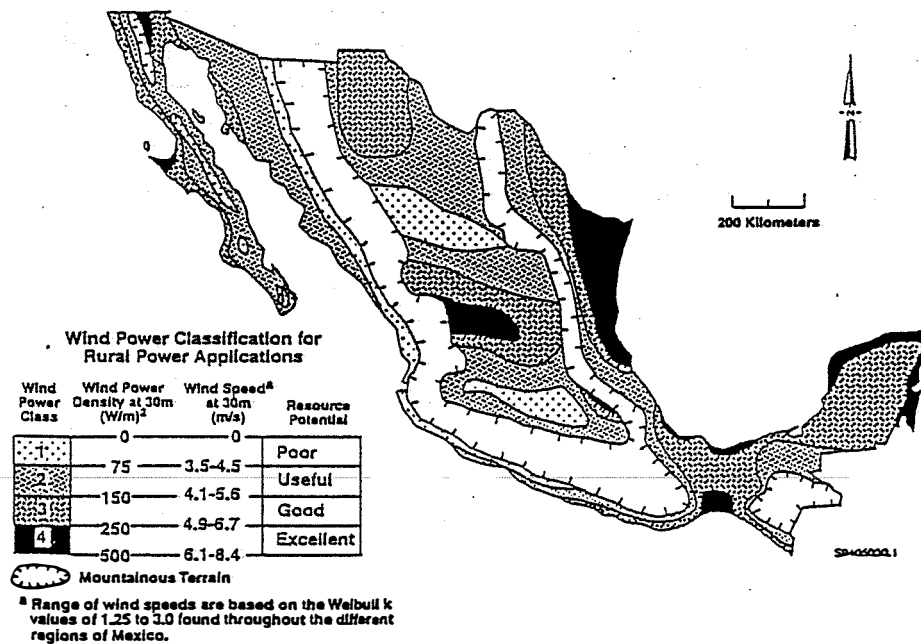 N
200 Kilometers
Wind Power Classification for
Rural Power Applications
Wind Power Class
Wind Power Density at 30m (W/m)²
Wind Speedᵃ at 30m (m/s)
Resource Potential
0 0
1 Poor
75 3.5-4.5
2 Useful
150 4.1-5.6
3 Good
250 4.9-6.7
4 Excellent
500 6.1-8.4
Mountainous Terrain
ᵃ Range of wind speeds are based on the Weibull k
values of 1.25 to 3.0 found throughout the different
regions of Mexico.